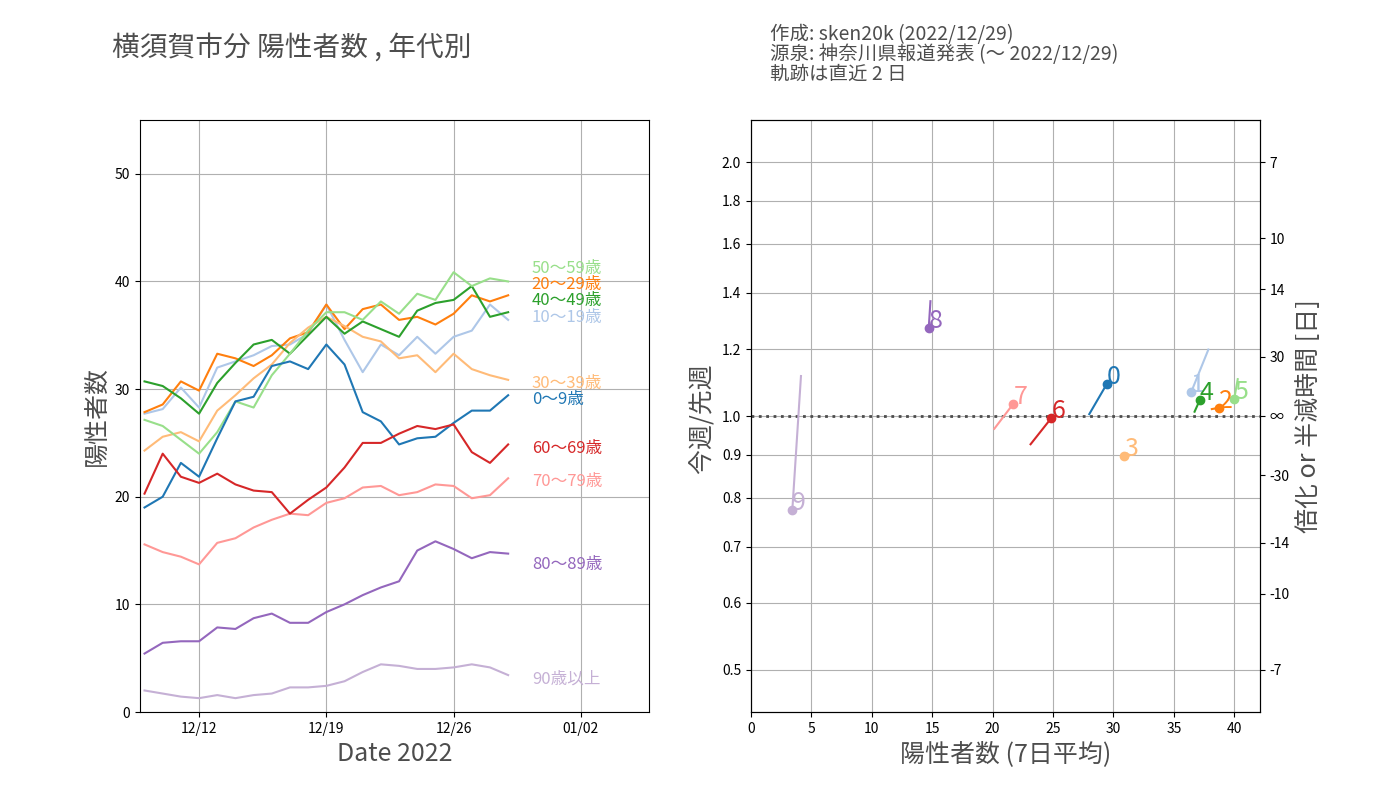 横須賀市分 陽性者数 , 年代別
作成: sken20k (2022/12/29)
源泉: 神奈川県報道発表 (〜 2022/12/29)
軌跡は直近 2 日
陽性者数
50
40
30
20
10
0
12/12
12/19
12/26
01/02
Date 2022
50〜59歳
20〜29歳
40〜49歳
10〜19歳
30〜39歳
0〜9歳
60〜69歳
70〜79歳
80〜89歳
90歳以上
今週/先週
2.0
1.8
1.6
1.4
1.2
1.0
0.9
0.8
0.7
0.6
0.5
0
5
10
15
20
25
30
35
40
陽性者数 (7日平均)
8
0
1
4
5
2
7
6
3
9
7
10
14
30
∞
-30
-14
-10
-7
倍化 or 半減時間 [日]